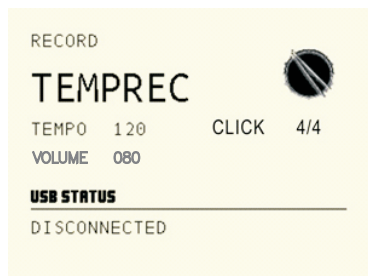 RECORD
TEMPREC
TEMPO 120 CLICK 4/4
VOLUME 080
USB STATUS
DISCONNECTED